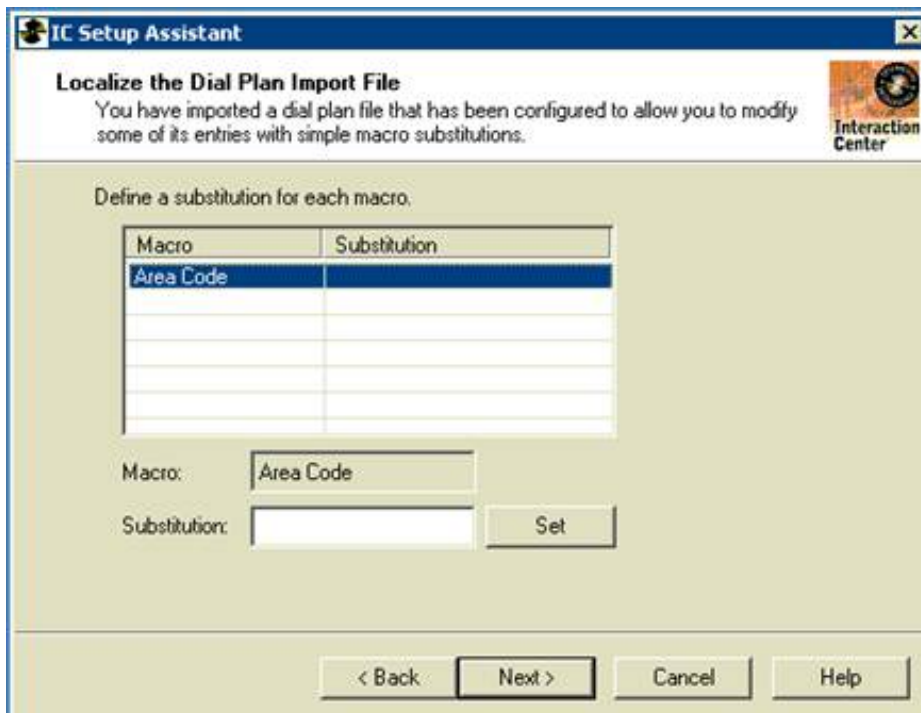 IC Setup Assistant
Localize the Dial Plan Import File
You have imported a dial plan file that has been configured to allow you to modify
some of its entries with simple macro substitutions.
Interaction
Center
Define a substitution for each macro.
Macro Substitution
Area Code
Macro: Area Code
Substitution: Set
< Back Next > Cancel Help